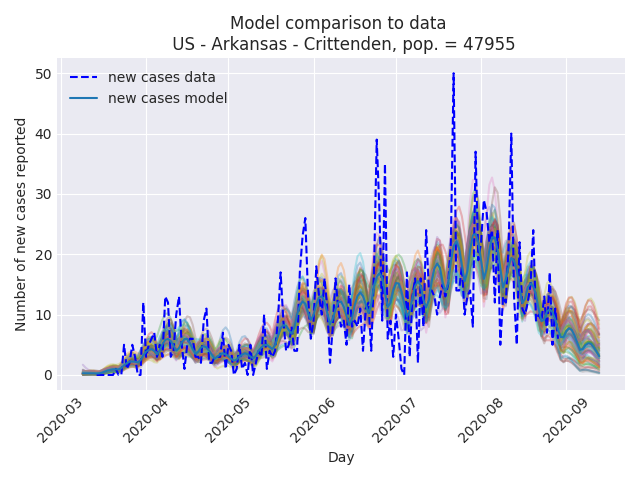 Model comparison to data
US - Arkansas - Crittenden, pop. = 47955
new cases data
new cases model
Number of new cases reported
50
40
30
20
10
0
2020-03
2020-04
2020-05
2020-06
2020-07
2020-08
2020-09
Day